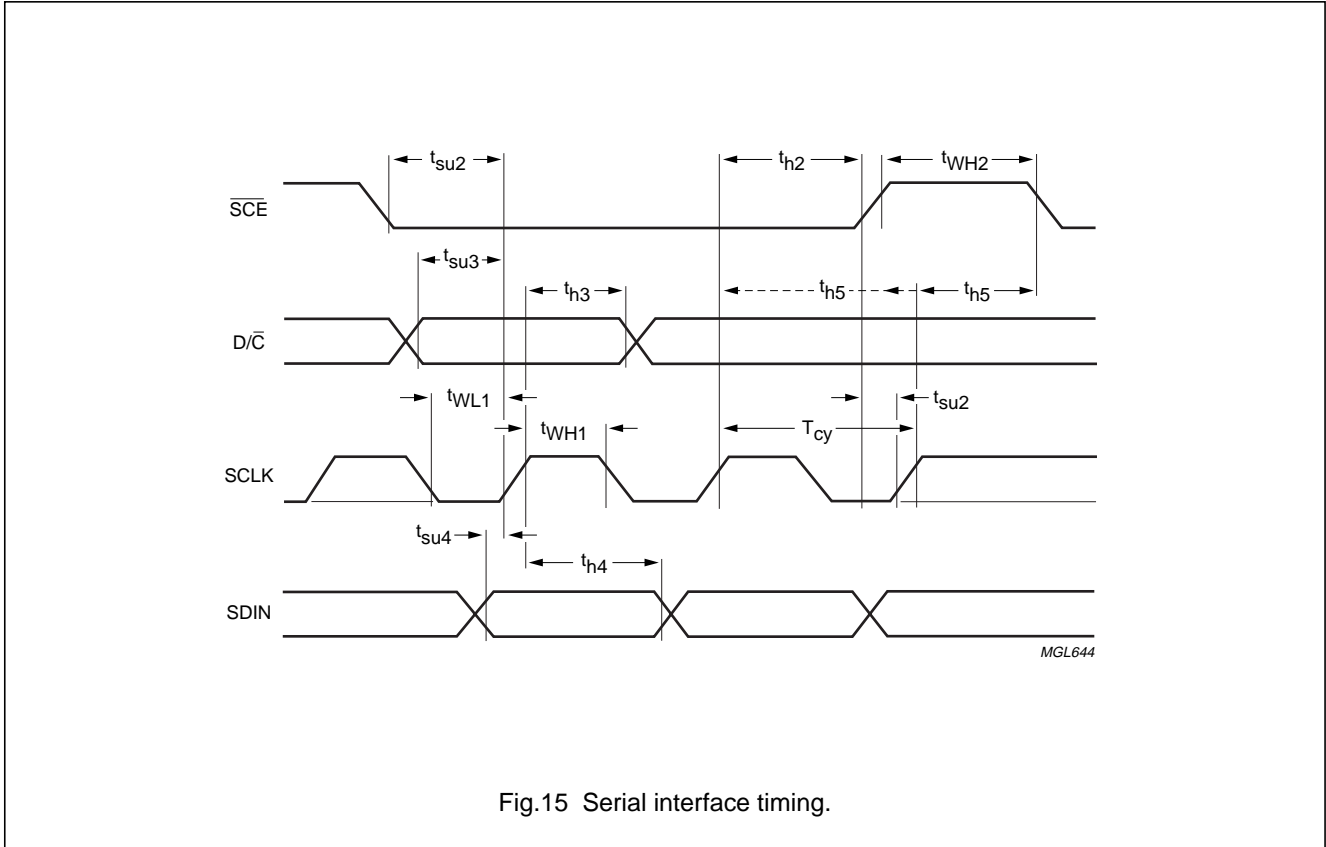 tsu2
th2
tWH2
S̅C̅E̅
tsu3
th3
th5
th5
D/C̅
tWL1
tsu2
tWH1
Tcy
SCLK
tsu4
th4
SDIN
MGL644
Fig.15 Serial interface timing.